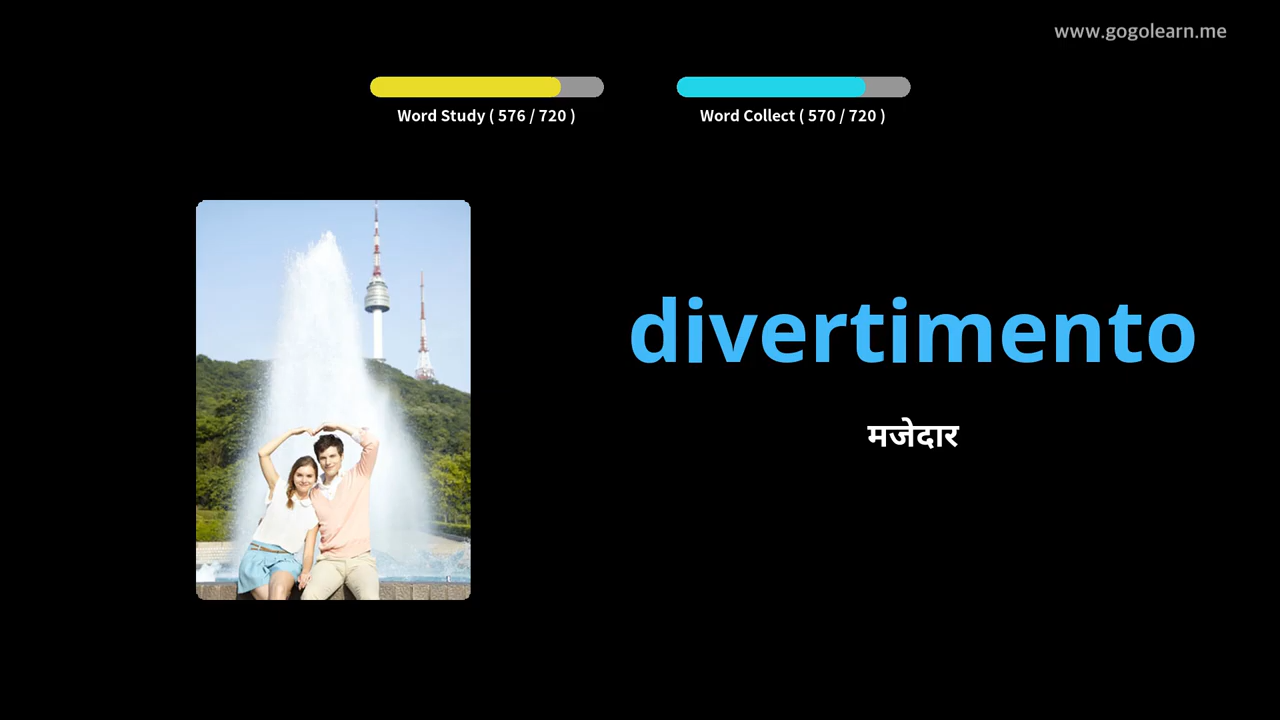 www.gogolearn.me
Word Study ( 576 / 720 )
Word Collect ( 570 / 720 )
divertimento
मजेदार